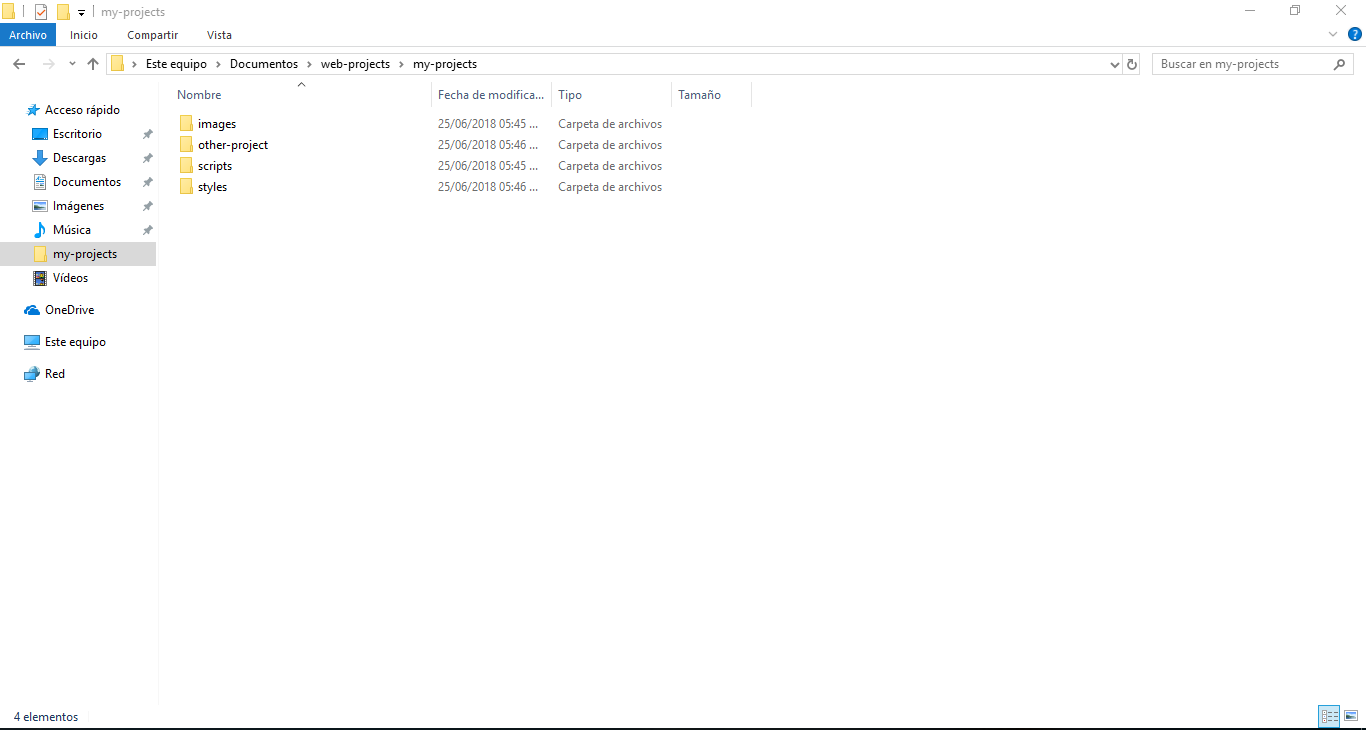 my-projects
Archivo Inicio Compartir Vista
Este equipo Documentos web-projects my-projects Buscar en my-projects
Nombre Fecha de modifica... Tipo Tamaño
images 25/06/2018 05:45 ... Carpeta de archivos
other-project 25/06/2018 05:46 ... Carpeta de archivos
scripts 25/06/2018 05:45 ... Carpeta de archivos
styles 25/06/2018 05:46 ... Carpeta de archivos
Acceso rápido
Escritorio
Descargas
Documentos
Imágenes
Música
my-projects
Vídeos
OneDrive
Este equipo
Red
4 elementos